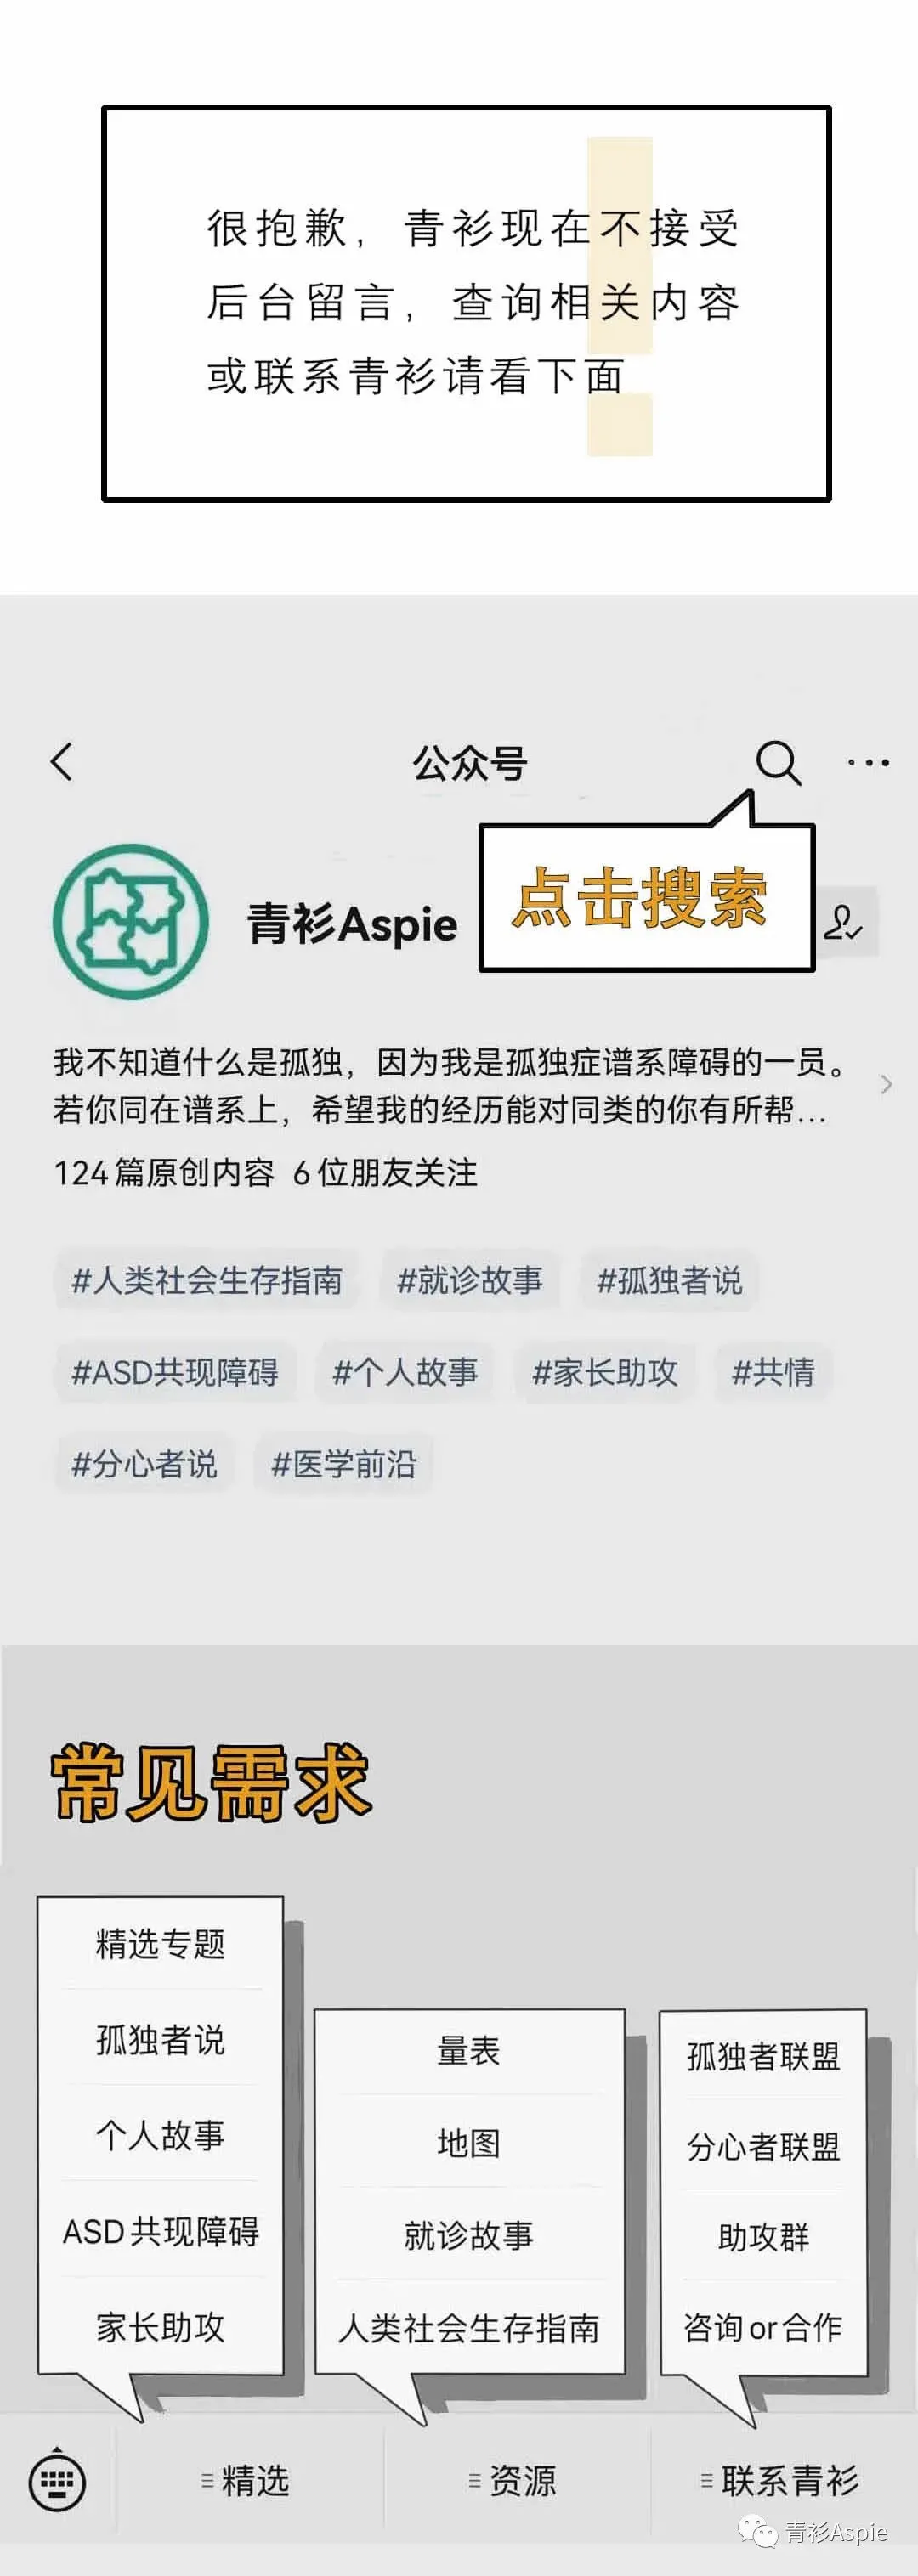 很抱歉，青衫现在不接受
后台留言，查询相关内容
或联系青衫请看下面
公众号
点击搜索
青衫Aspie
我不知道什么是孤独，因为我是孤独症谱系障碍的一员。
若你同在谱系上，希望我的经历能对同类的你有所帮...
124篇原创内容 6位朋友关注
#人类社会生存指南 #就诊故事 #孤独者说
#ASD共现障碍 #个人故事 #家长助攻 #共情
#分心者说 #医学前沿
常见需求
精选专题
孤独者说
个人故事
ASD共现障碍
家长助攻
量表
地图
就诊故事
人类社会生存指南
孤独者联盟
分心者联盟
助攻群
咨询or合作
精选 资源 联系青衫
青衫Aspie